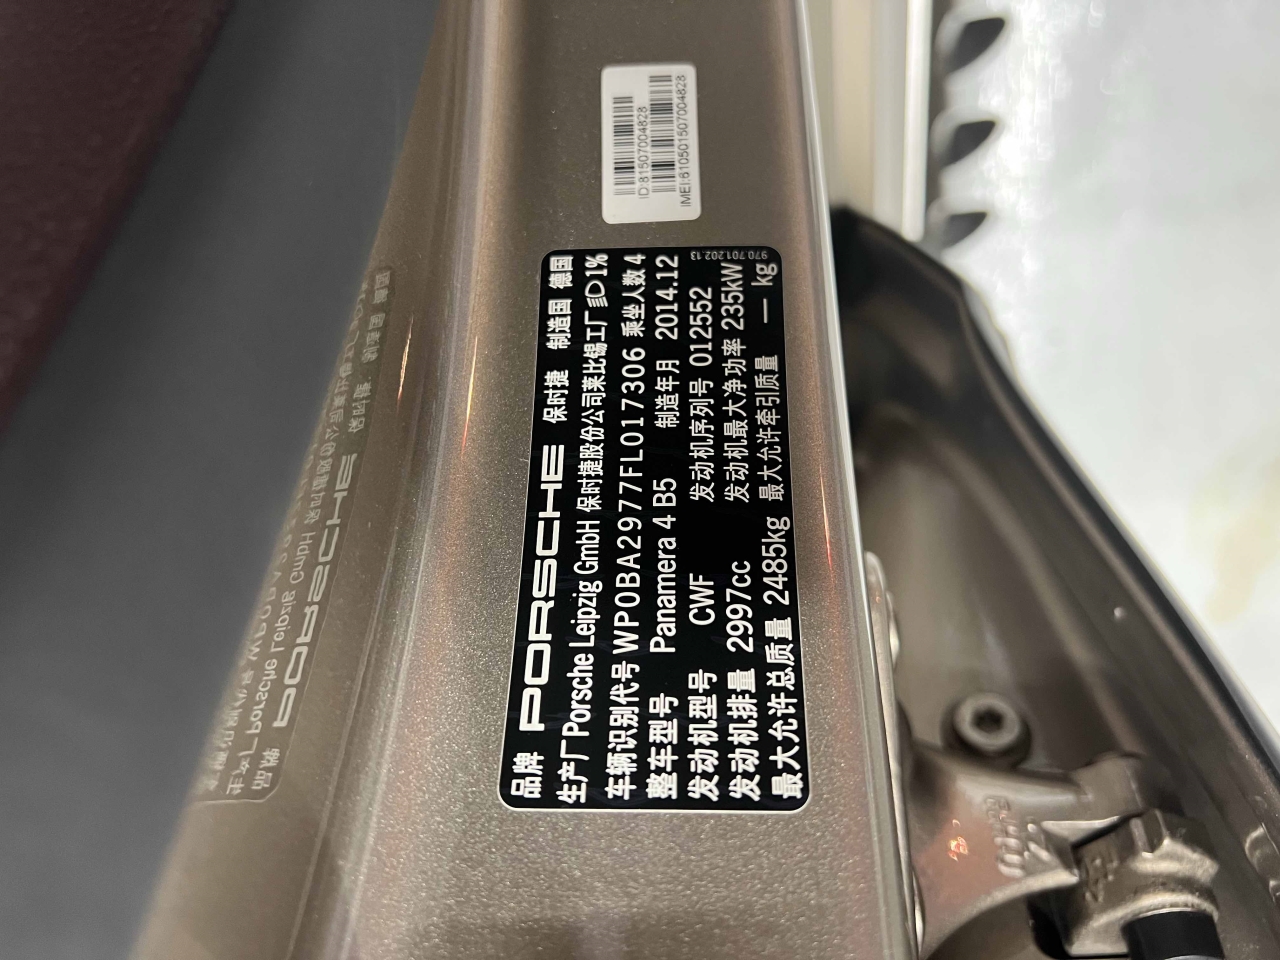 品牌 PORSCHE 保时捷 制造国 德国
生产厂 Porsche Leipzig GmbH 保时捷股份公司莱比锡工厂 1%
车辆识别代号 WP0BA2977FL017306 乘坐人数 4
整车型号 Panamera 4 B5 制造年月 2014.12
发动机型号 CWF 发动机序列号 012552
发动机排量 2997cc 发动机最大净功率 235kW
最大允许总质量 2485kg 最大允许牵引质量 — kg
970.701.202.13
ID:81507004828
IMEI:610501507004828